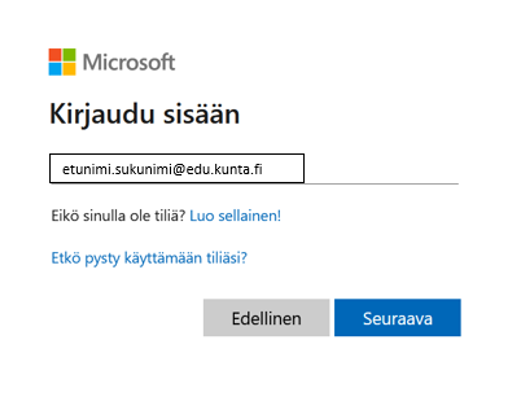 Microsoft
Kirjaudu sisään
etunimi.sukunimi@edu.kunta.fi
Eikö sinulla ole tiliä? Luo sellainen!
Etkö pysty käyttämään tiliäsi?
Edellinen
Seuraava